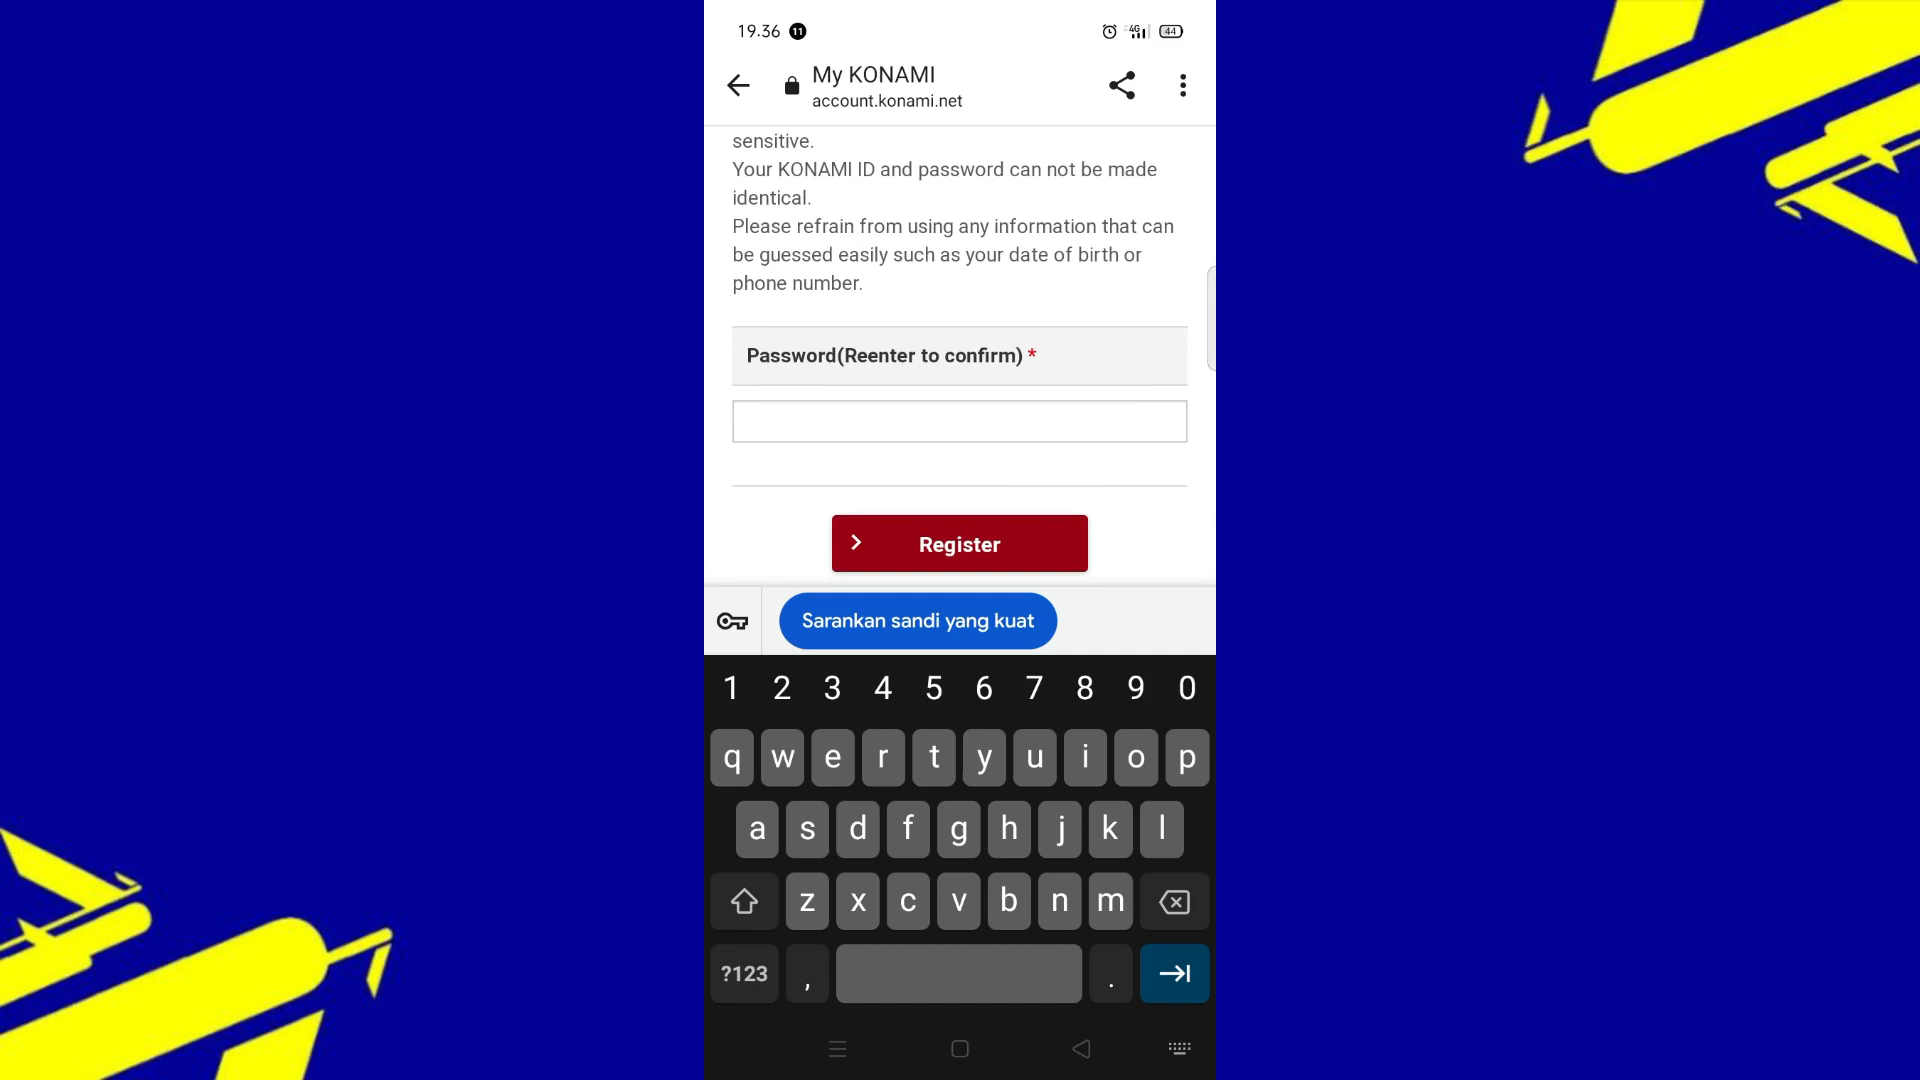 19.36 11 4G 44
My KONAMI
account.konami.net
sensitive.
Your KONAMI ID and password can not be made
identical.
Please refrain from using any information that can
be guessed easily such as your date of birth or
phone number.
Password(Reenter to confirm) *
Register
Sarankan sandi yang kuat
1 2 3 4 5 6 7 8 9 0
q w e r t y u i o p
a s d f g h j k l
z x c v b n m
?123 , .